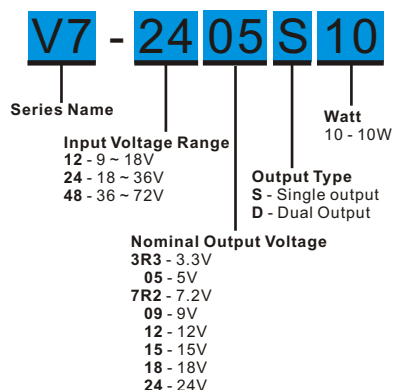 V7 - 24 05 S 10
Series Name
Watt
10 - 10W
Input Voltage Range
12 - 9 ~ 18V
24 - 18 ~ 36V
48 - 36 ~ 72V
Output Type
S - Single output
D - Dual Output
Nominal Output Voltage
3R3 - 3.3V
05 - 5V
7R2 - 7.2V
09 - 9V
12 - 12V
15 - 15V
18 - 18V
24 - 24V